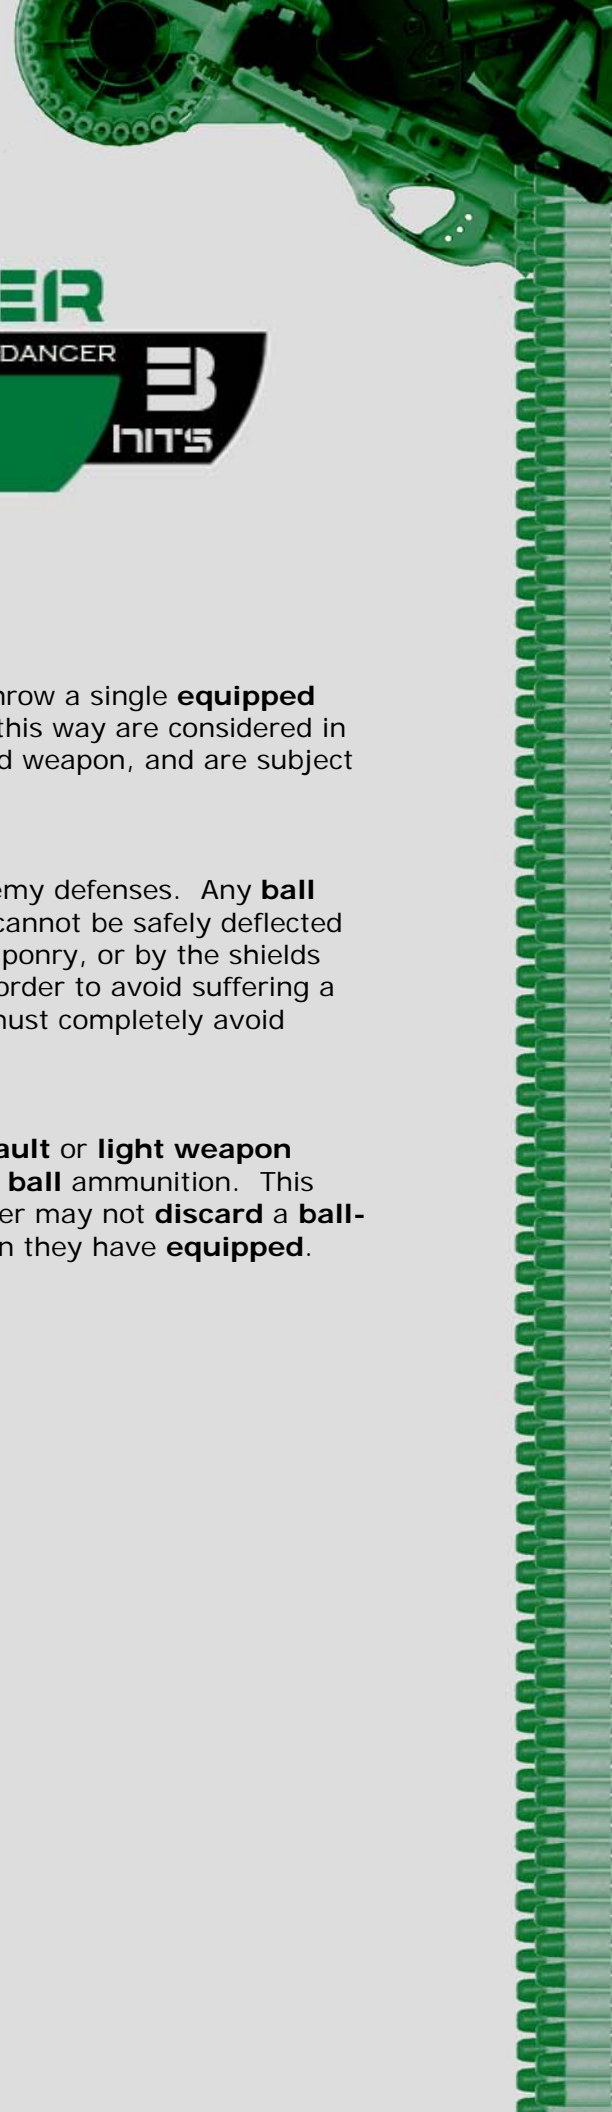 ER
DANCER
3
hits
hrow a single equipped
this way are considered in
d weapon, and are subject
emy defenses. Any ball
cannot be safely deflected
ponry, or by the shields
order to avoid suffering a
must completely avoid
ault or light weapon
ball ammunition. This
er may not discard a ball-
n they have equipped.